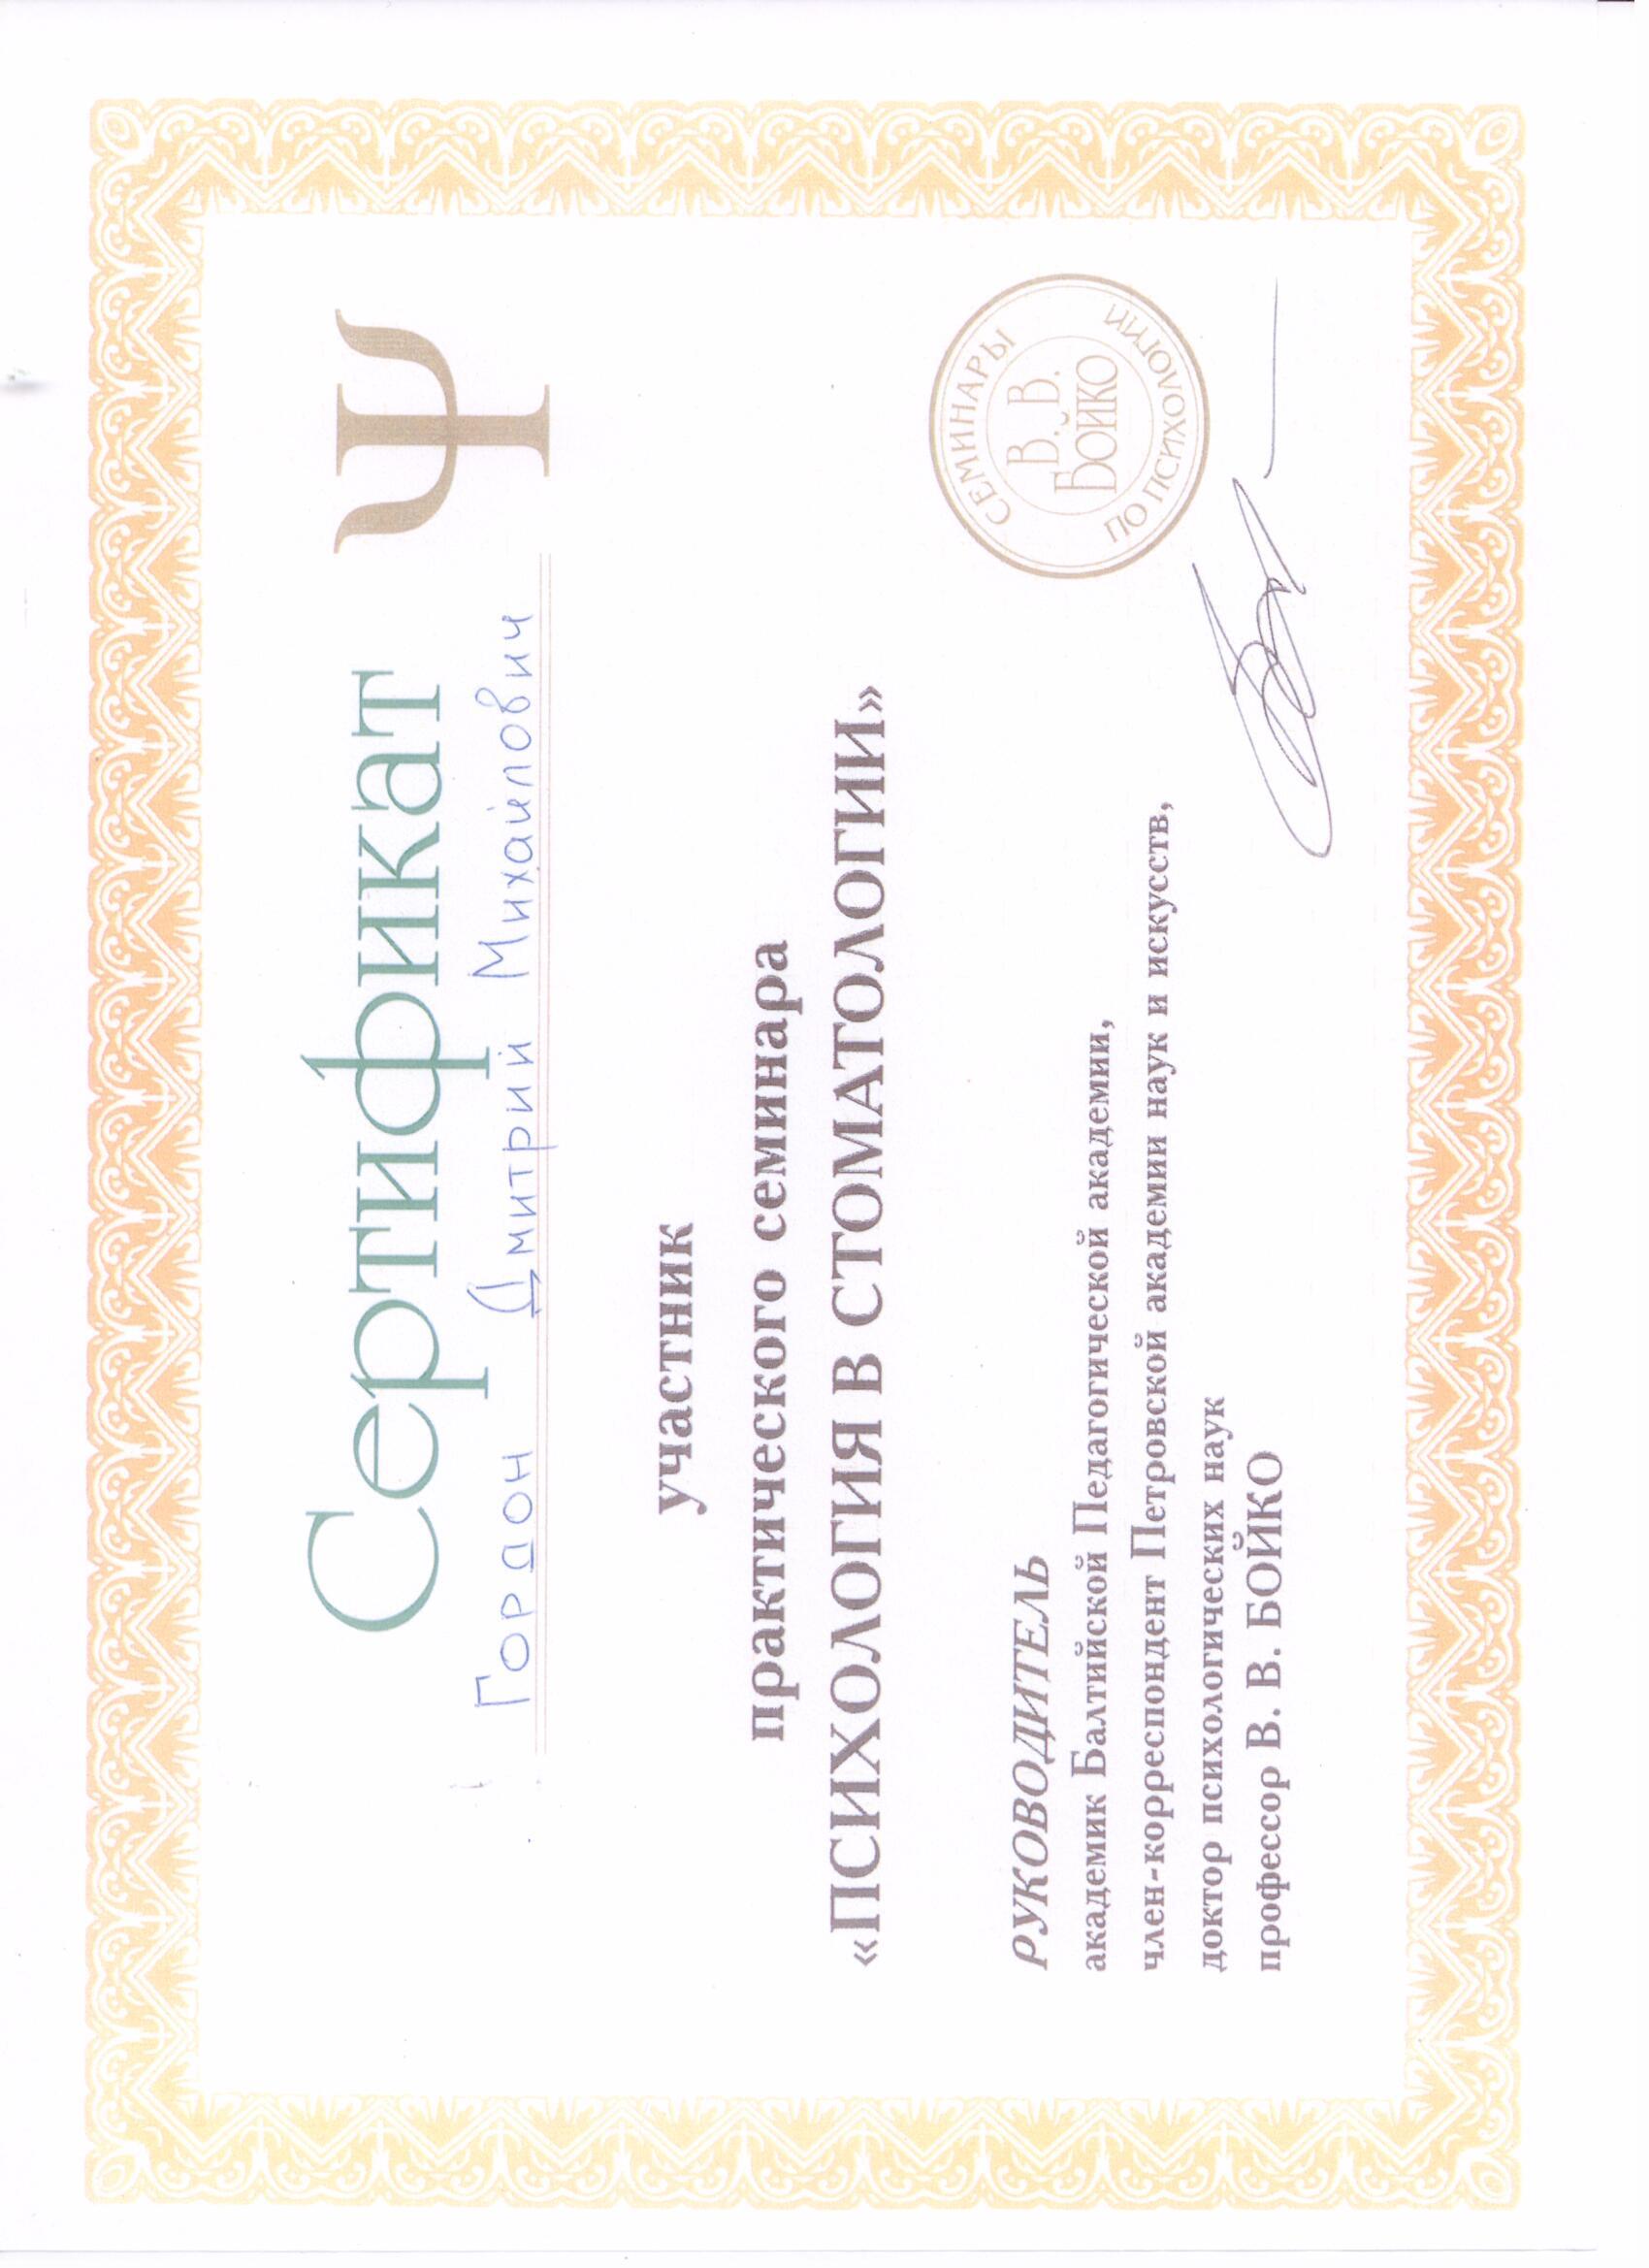 Сертификат
Ψ
Гордон Дмитрий Михайлович
участник
практического семинара
«ПСИХОЛОГИЯ В СТОМАТОЛОГИИ»
РУКОВОДИТЕЛЬ
академик Балтийской Педагогической академии,
член-корреспондент Петровской академии наук и искусств,
доктор психологических наук
профессор В. В. БОЙКО
СЕМИНАРЫ
В. В.
БОЙКО
ПО ПСИХОЛОГИИ